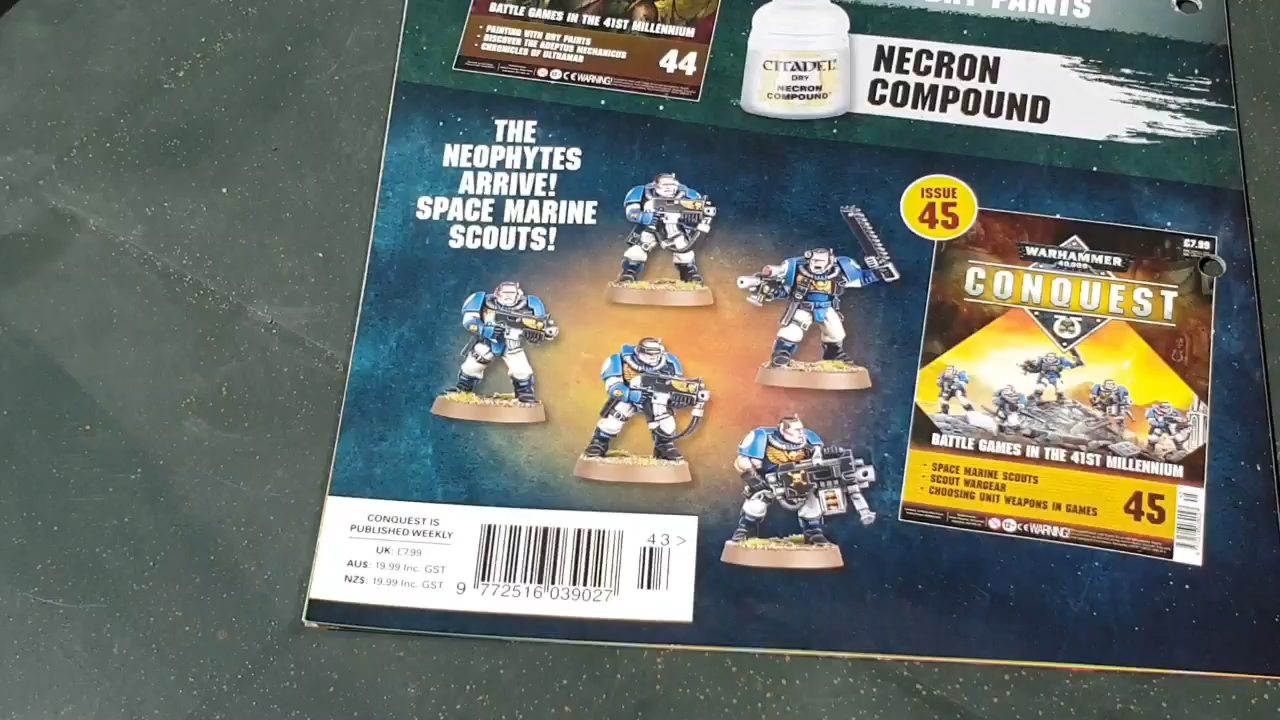 BATTLE GAMES IN THE 41ST MILLENNIUM
• PAINTING WITH DRY PAINTS
• DISCOVER THE ADEPTUS MECHANICUS
• CHRONICLES OF ULTRAMAR
44
WARNING!
DRY PAINTS
CITADEL
DRY
NECRON
COMPOUND
NECRON
COMPOUND
THE
NEOPHYTES
ARRIVE!
SPACE MARINE
SCOUTS!
ISSUE
45
£7.99
WARHAMMER
40,000
CONQUEST
BATTLE GAMES IN THE 41ST MILLENNIUM
• SPACE MARINE SCOUTS
• SCOUT WARGEAR
• CHOOSING UNIT WEAPONS IN GAMES
45
WARNING!
CONQUEST IS
PUBLISHED WEEKLY
UK: £7.99
AU$: 19.99 Inc. GST
NZ$: 19.99 Inc. GST
43>
9 772516 039027